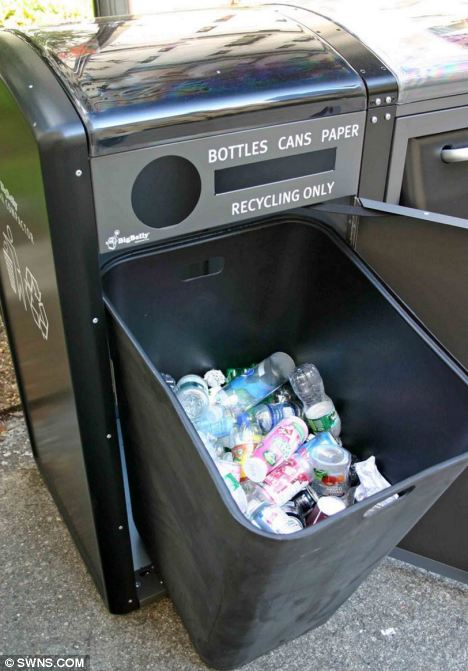 BOTTLES CANS PAPER
RECYCLING ONLY
BigBelly
© SWNS.COM